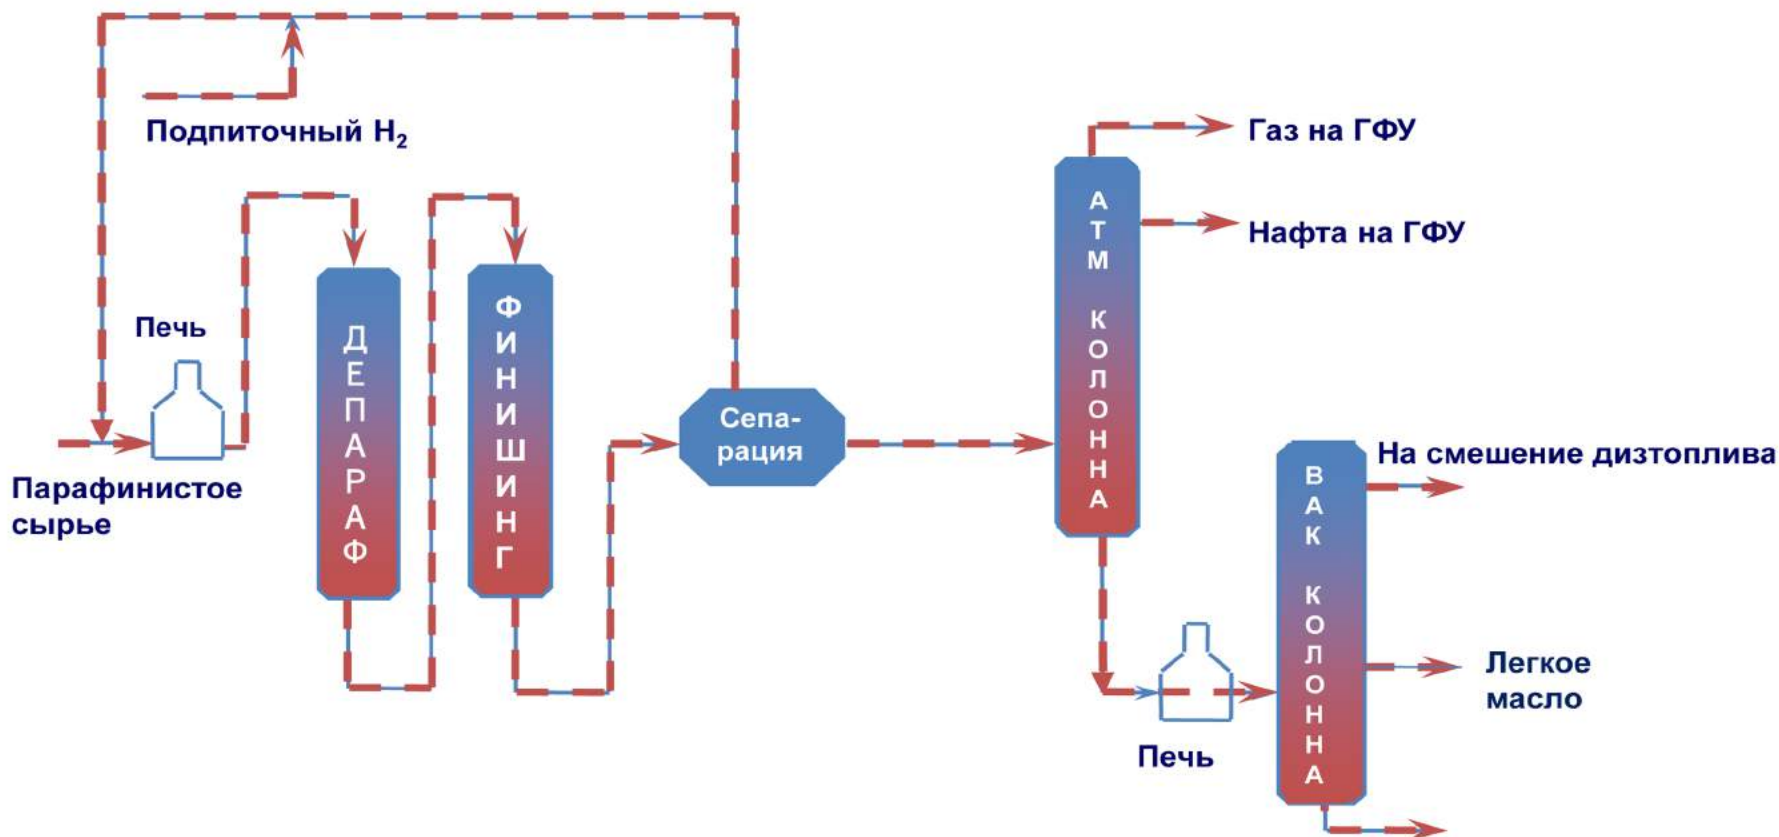 Подпиточный H₂
Печь
Парафинистое
сырье
ДЕПАРАФ
ФИНИШИНГ
Сепа-
рация
АТМ КОЛОННА
Газ на ГФУ
Нафта на ГФУ
Печь
ВАК КОЛОННА
На смешение дизтоплива
Легкое
масло